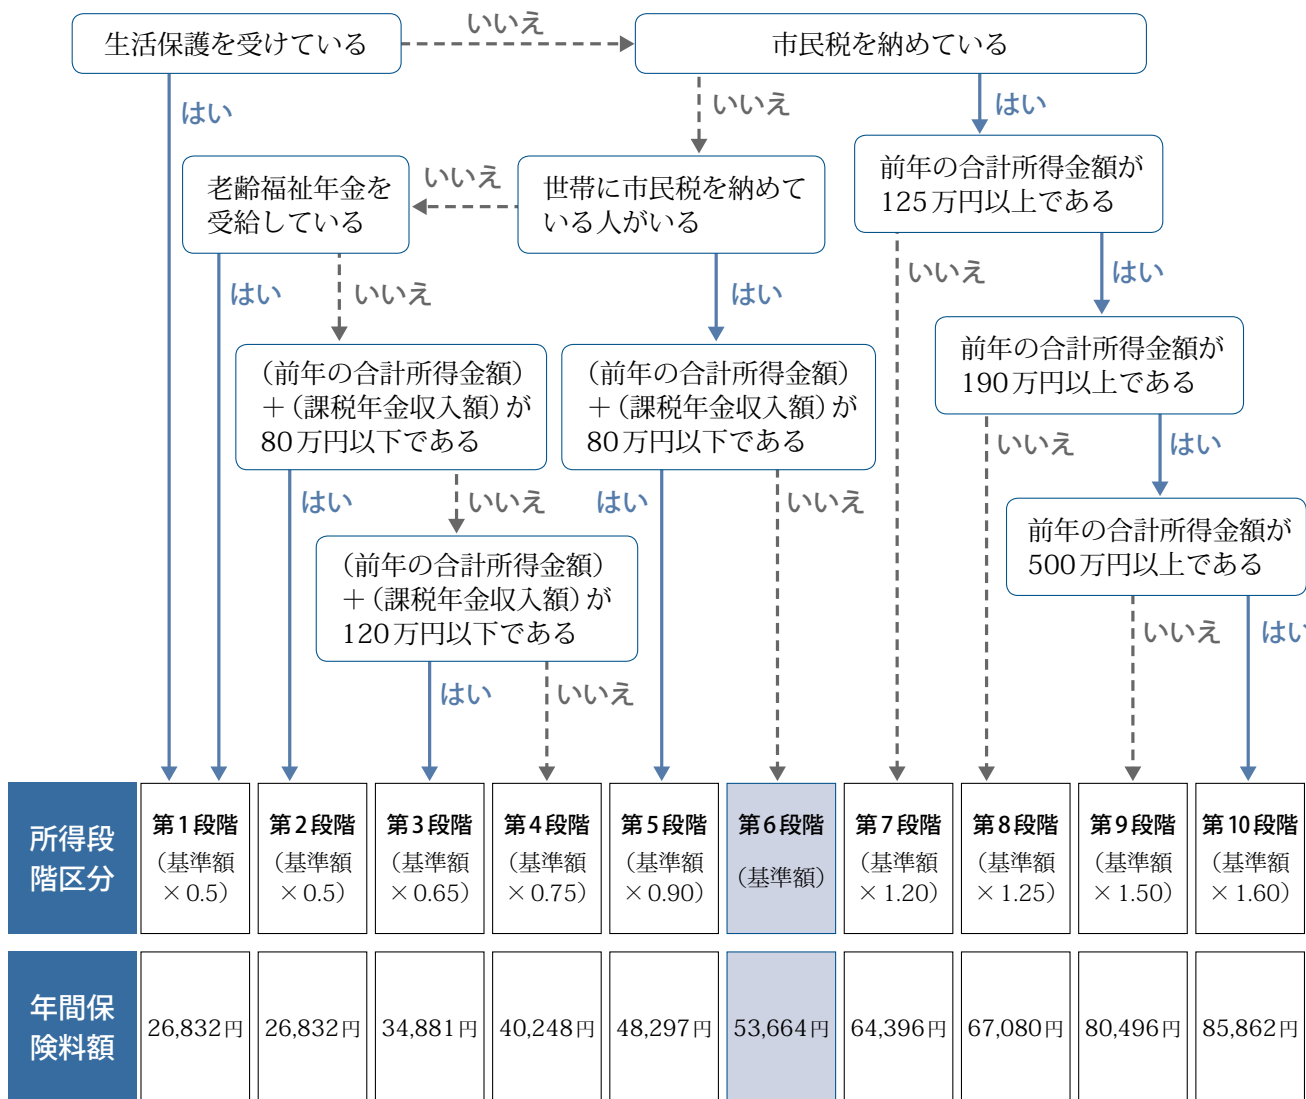 生活保護を受けている
いいえ
市民税を納めている
はい
いいえ
はい
老齢福祉年金を
受給している
いいえ
世帯に市民税を納めて
いる人がいる
前年の合計所得金額が
125万円以上である
はい
いいえ
はい
いいえ
はい
(前年の合計所得金額)
＋(課税年金収入額)が
80万円以下である
(前年の合計所得金額)
＋(課税年金収入額)が
80万円以下である
前年の合計所得金額が
190万円以上である
はい
いいえ
はい
いいえ
いいえ
はい
(前年の合計所得金額)
＋(課税年金収入額)が
120万円以下である
前年の合計所得金額が
500万円以上である
はい
いいえ
いいえ
はい
所得段
階区分
第1段階
(基準額
×0.5)
第2段階
(基準額
×0.5)
第3段階
(基準額
×0.65)
第4段階
(基準額
×0.75)
第5段階
(基準額
×0.90)
第6段階
(基準額)
第7段階
(基準額
×1.20)
第8段階
(基準額
×1.25)
第9段階
(基準額
×1.50)
第10段階
(基準額
×1.60)
年間保
険料額
26,832円
26,832円
34,881円
40,248円
48,297円
53,664円
64,396円
67,080円
80,496円
85,862円